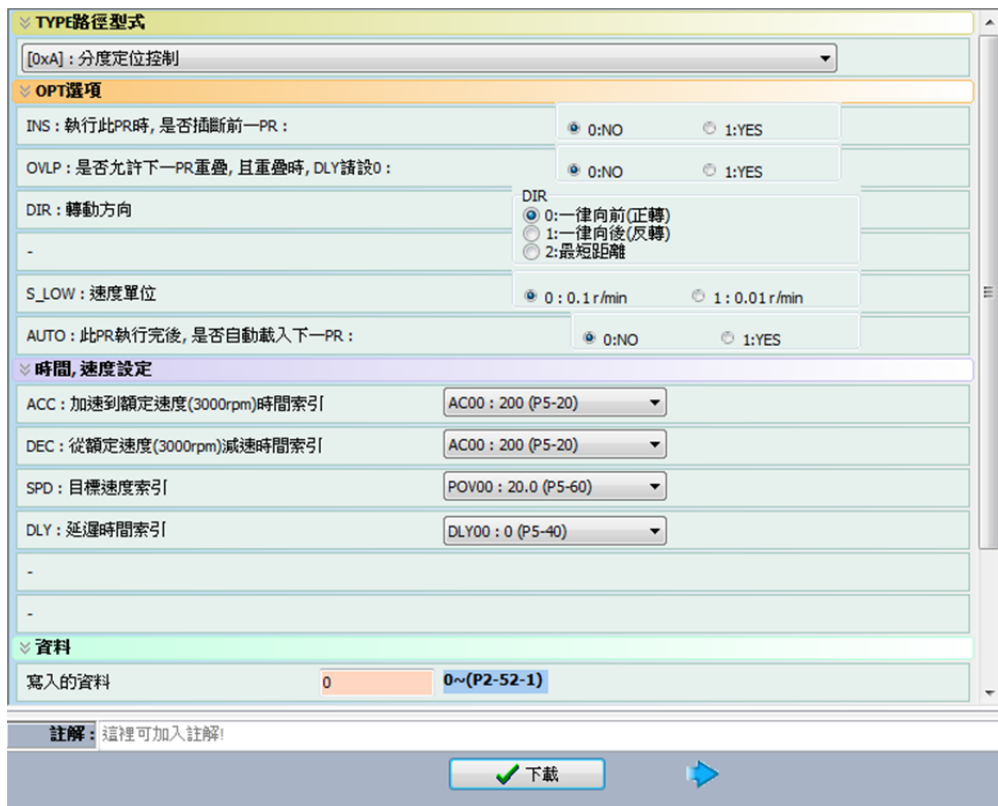 TYPE路徑型式
[0xA] : 分度定位控制
OPT選項
INS : 執行此PR時, 是否插斷前一PR :
0:NO 1:YES
OVLP : 是否允許下一PR重疊, 且重疊時, DLY請設0 :
0:NO 1:YES
DIR : 轉動方向
DIR
0:一律向前(正轉)
1:一律向後(反轉)
2:最短距離
-
S_LOW : 速度單位
0 : 0.1 r/min 1 : 0.01 r/min
AUTO : 此PR執行完後, 是否自動載入下一PR :
0:NO 1:YES
時間, 速度設定
ACC : 加速到額定速度(3000rpm)時間索引
AC00 : 200 (P5-20)
DEC : 從額定速度(3000rpm)減速時間索引
AC00 : 200 (P5-20)
SPD : 目標速度索引
POV00 : 20.0 (P5-60)
DLY : 延遲時間索引
DLY00 : 0 (P5-40)
-
-
資料
寫入的資料 0 0~(P2-52-1)
註解 : 這裡可加入註解!
下載